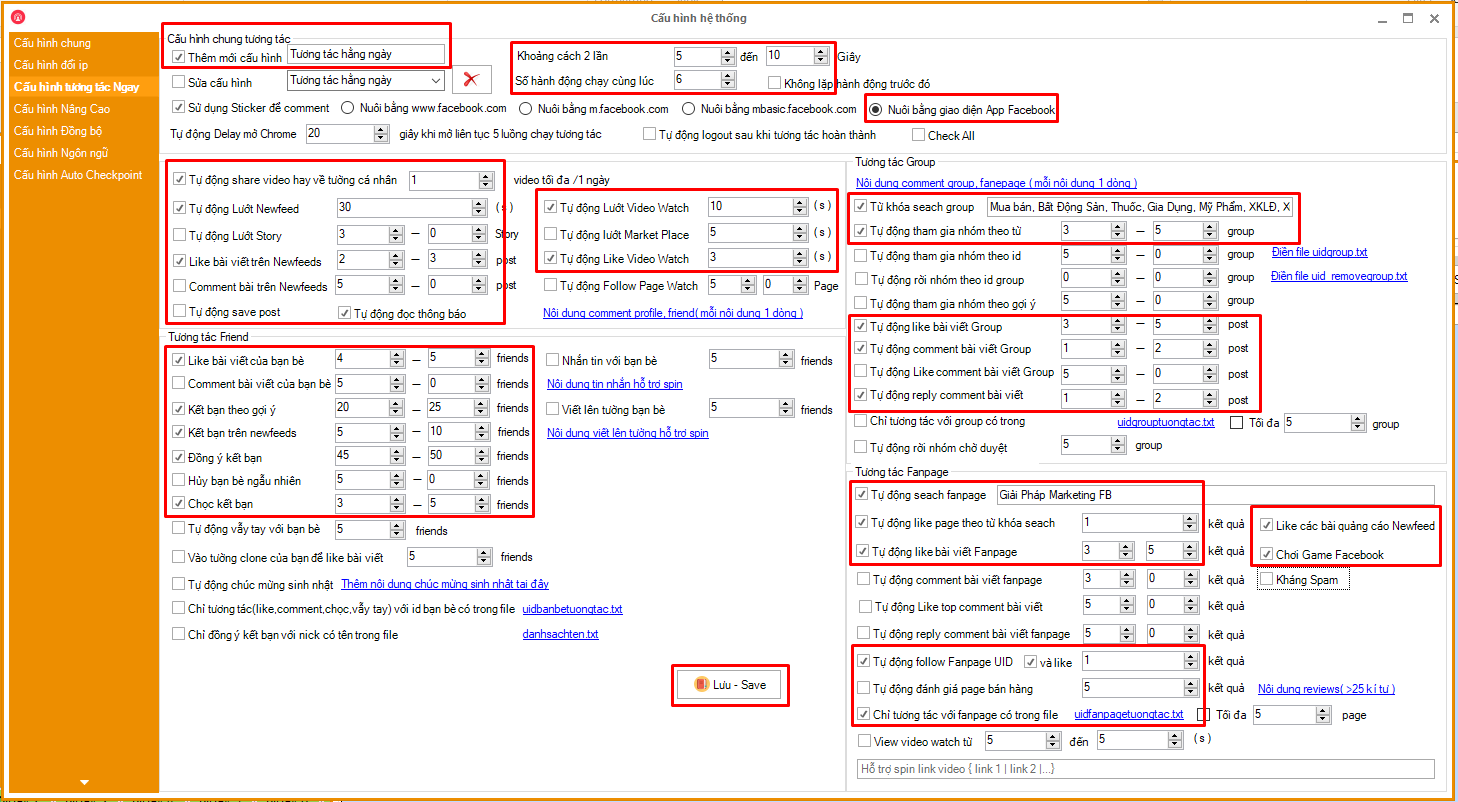 Cấu hình hệ thống
Cấu hình chung
Cấu hình đổi ip
Cấu hình tương tác Ngay
Cấu hình Nâng Cao
Cấu hình Đồng bộ
Cấu hình Ngôn ngữ
Cấu hình Auto Checkpoint
Cấu hình chung tương tác
Thêm mới cấu hình Tương tác hằng ngày
Sửa cấu hình Tương tác hằng ngày
Khoảng cách 2 lần 5 đến 10 Giây
Số hành động chạy cùng lúc 6 Không lặp hành động trước đó
Sử dụng Sticker để comment Nuôi bằng www.facebook.com Nuôi bằng m.facebook.com Nuôi bằng mbasic.facebook.com Nuôi bằng giao diện App Facebook
Tự động Delay mở Chrome 20 giây khi mở liên tục 5 luồng chạy tương tác Tự động logout sau khi tương tác hoàn thành Check All
Tự động share video hay về tường cá nhân 1 video tối đa /1 ngày
Tự động Lướt Newfeed 30 (s)
Tự động Lướt Story 3 – 0 Story
Like bài viết trên Newfeeds 2 – 3 post
Comment bài trên Newfeeds 5 – 0 post
Tự động save post Tự động đọc thông báo
Tự động Lướt Video Watch 10 (s)
Tự động lướt Market Place 5 (s)
Tự động Like Video Watch 3 (s)
Tự động Follow Page Watch 5 0 Page
Nội dung comment profile, friend( mỗi nội dung 1 dòng )
Tương tác Friend
Like bài viết của bạn bè 4 – 5 friends
Comment bài viết của bạn bè 5 – 0 friends
Kết bạn theo gợi ý 20 – 25 friends
Kết bạn trên newfeeds 5 – 10 friends
Đồng ý kết bạn 45 – 50 friends
Hủy bạn bè ngẫu nhiên 5 – 0 friends
Chọc kết bạn 3 – 5 friends
Tự động vẫy tay với bạn bè 5 friends
Vào tường clone của bạn để like bài viết 5 friends
Tự động chúc mừng sinh nhật Thêm nội dung chúc mừng sinh nhật tại đây
Chỉ tương tác(like,comment,chọc,vẫy tay) với id bạn bè có trong file uidbanbetuongtac.txt
Chỉ đồng ý kết bạn với nick có tên trong file danhsachten.txt
Nhắn tin với bạn bè 5 friends
Nội dung tin nhắn hỗ trợ spin
Viết lên tường bạn bè 5 friends
Nội dung viết lên tường hỗ trợ spin
Lưu - Save
Tương tác Group
Nội dung comment group, fanepage ( mỗi nội dung 1 dòng )
Từ khóa seach group Mua bán, Bất Động Sản, Thuốc, Gia Dụng, Mỹ Phẩm, XKLĐ, X
Tự động tham gia nhóm theo từ 3 – 5 group
Tự động tham gia nhóm theo id 5 – 0 group Điền file uidgroup.txt
Tự động rời nhóm theo id group 0 – 0 group Điền file uid_removegroup.txt
Tự động tham gia nhóm theo gợi ý 5 – 0 group
Tự động like bài viết Group 3 – 5 post
Tự động comment bài viết Group 1 – 2 post
Tự động Like comment bài viết Group 5 – 0 post
Tự động reply comment bài viết 1 – 2 post
Chỉ tương tác với group có trong uidgrouptuongtac.txt Tối đa 5 group
Tự động rời nhóm chờ duyệt 5 group
Tương tác Fanpage
Tự động seach fanpage Giải Pháp Marketing FB
Tự động like page theo từ khóa seach 1 kết quả
Tự động like bài viết Fanpage 3 5 kết quả
Tự động comment bài viết fanpage 3 0 kết quả
Tự động Like top comment bài viết 5 0 kết quả
Tự động reply comment bài viết fanpage 5 0 kết quả
Tự động follow Fanpage UID và like 1 kết quả
Tự động đánh giá page bán hàng 5 kết quả Nội dung reviews( >25 kí tự )
Chỉ tương tác với fanpage có trong file uidfanpagetuongtac.txt Tối đa 5 page
View video watch từ 5 đến 5 (s)
Hỗ trợ spin link video { link 1 | link 2 |...}
Like các bài quảng cáo Newfeed
Chơi Game Facebook
Kháng Spam